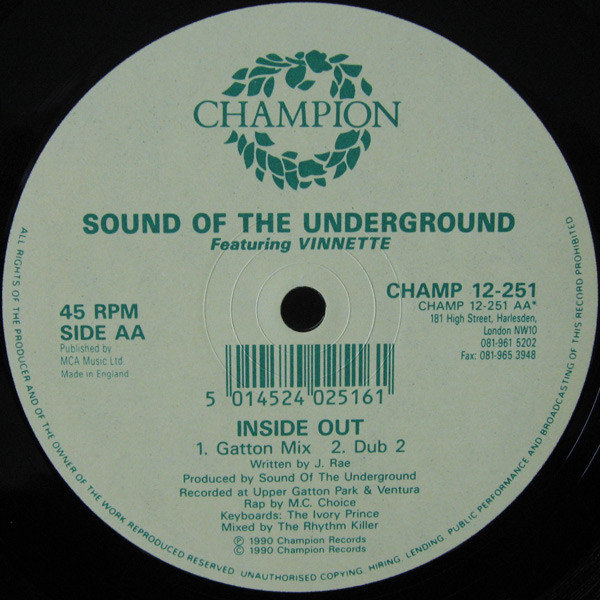 CHAMPION
SOUND OF THE UNDERGROUND
Featuring VINNETTE
45 RPM
SIDE AA
Published by
MCA Music Ltd.
Made in England
CHAMP 12-251
CHAMP 12-251 AA*
181 High Street, Harlesden,
London NW10
081-961 5202
Fax: 081-965 3948
5 014524 025161
INSIDE OUT
1. Gatton Mix 2. Dub 2
Written by J. Rae
Produced by Sound Of The Underground
Recorded at Upper Gatton Park & Ventura
Rap by M.C. Choice
Keyboards: The Ivory Prince
Mixed by The Rhythm Killer
℗ 1990 Champion Records
© 1990 Champion Records
ALL RIGHTS OF THE PRODUCER AND OF THE OWNER OF THE WORK REPRODUCED RESERVED. UNAUTHORISED COPYING, HIRING, LENDING, PUBLIC PERFORMANCE AND BROADCASTING OF THIS RECORD PROHIBITED